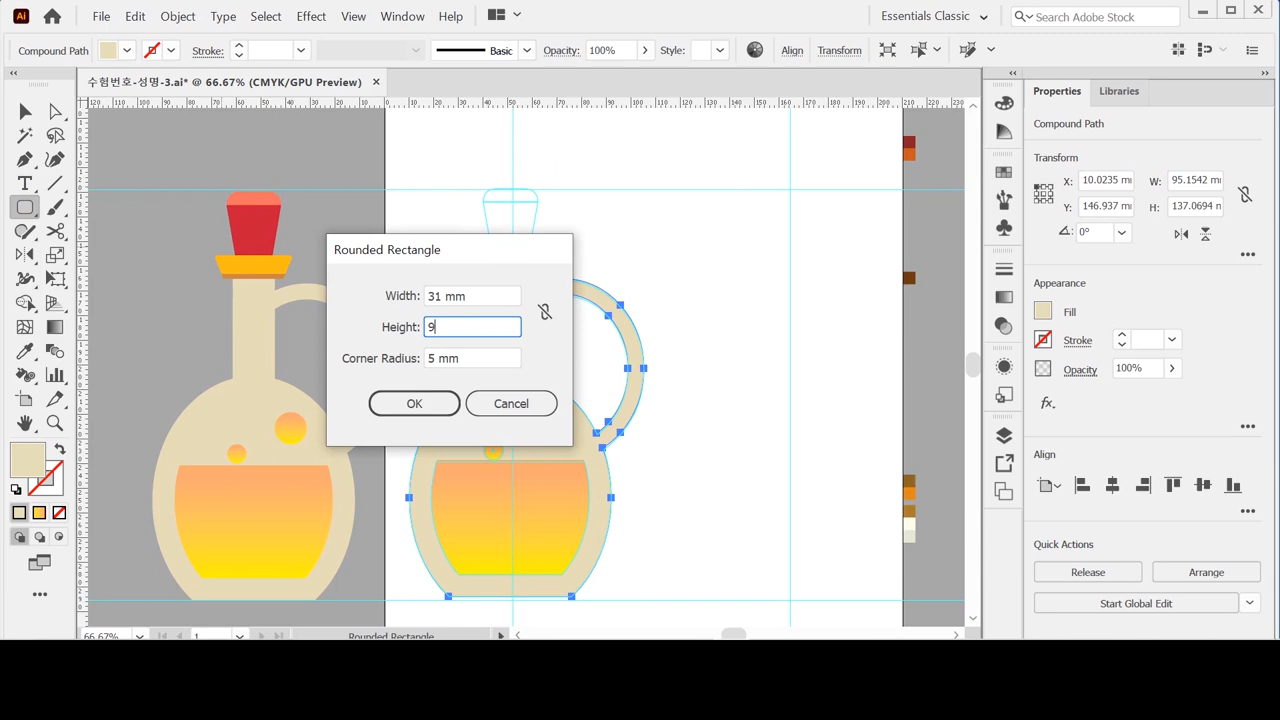 Ai File Edit Object Type Select Effect View Window Help Essentials Classic Search Adobe Stock
Compound Path Stroke: Basic Opacity: 100% Style: Align Transform
수험번호-성명-3.ai* @ 66.67% (CMYK/GPU Preview)
Properties Libraries
Compound Path
Transform
X: 10.0235 m W: 95.1542 m
Y: 146.937 m H: 137.0694 m
0°
Rounded Rectangle
Width: 31 mm
Height: 9
Corner Radius: 5 mm
OK Cancel
Appearance
Fill
Stroke
Opacity 100%
fx.
Align
Quick Actions
Release Arrange
Start Global Edit
66.67% 1 Rounded Rectangle